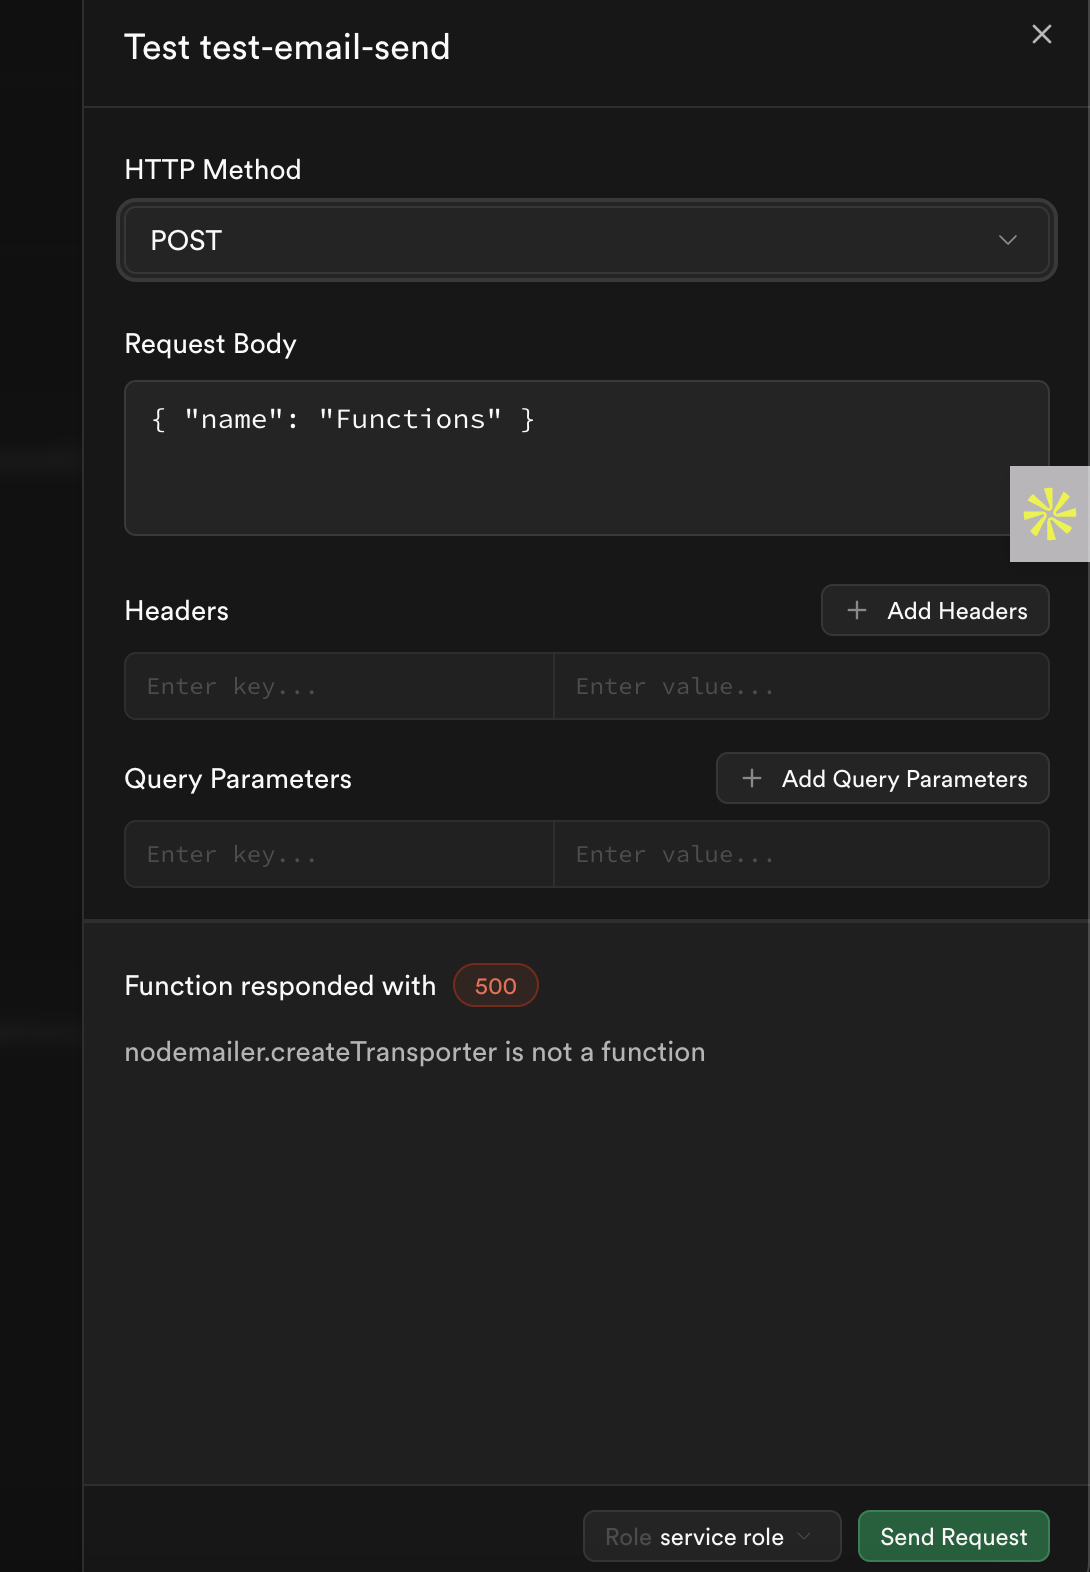 Test test-email-send
HTTP Method
POST
Request Body
{ "name": "Functions" }
Headers
Add Headers
Enter key...
Enter value...
Query Parameters
Add Query Parameters
Enter key...
Enter value...
Function responded with 500
nodemailer.createTransporter is not a function
Role service role
Send Request